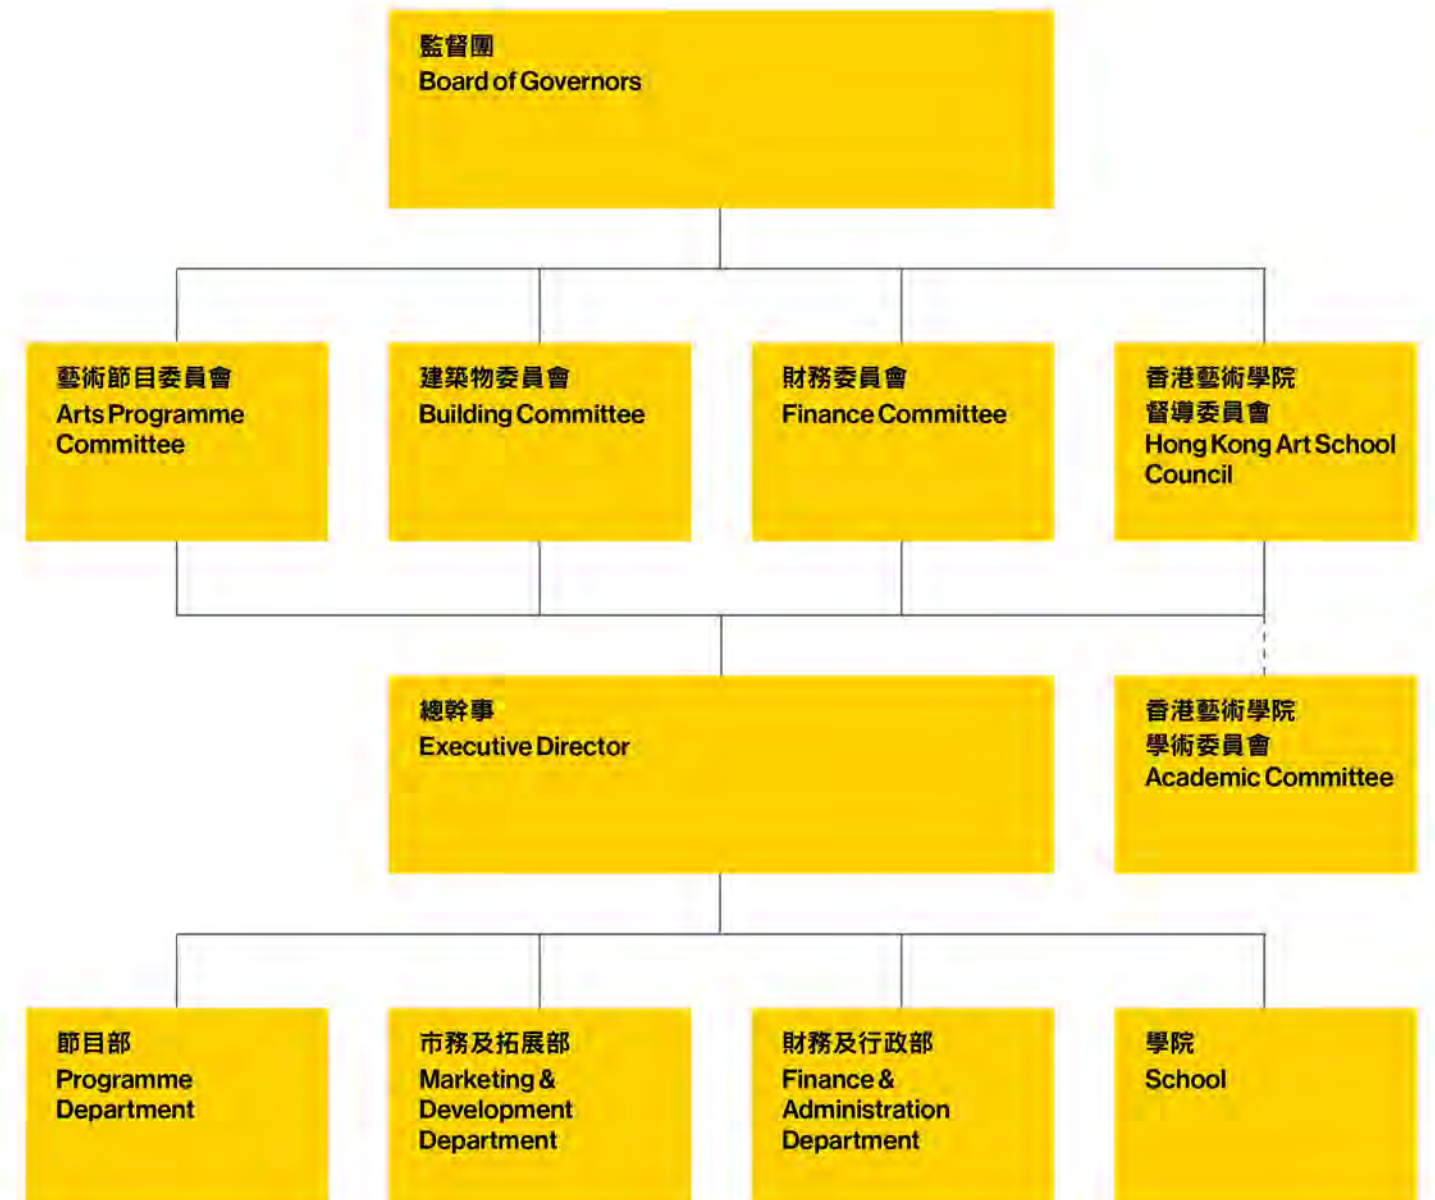 監督團
Board of Governors
藝術節目委員會
Arts Programme
Committee
建築物委員會
Building Committee
財務委員會
Finance Committee
香港藝術學院
督導委員會
Hong Kong Art School
Council
總幹事
Executive Director
香港藝術學院
學術委員會
Academic Committee
節目部
Programme
Department
市務及拓展部
Marketing &
Development
Department
財務及行政部
Finance &
Administration
Department
學院
School